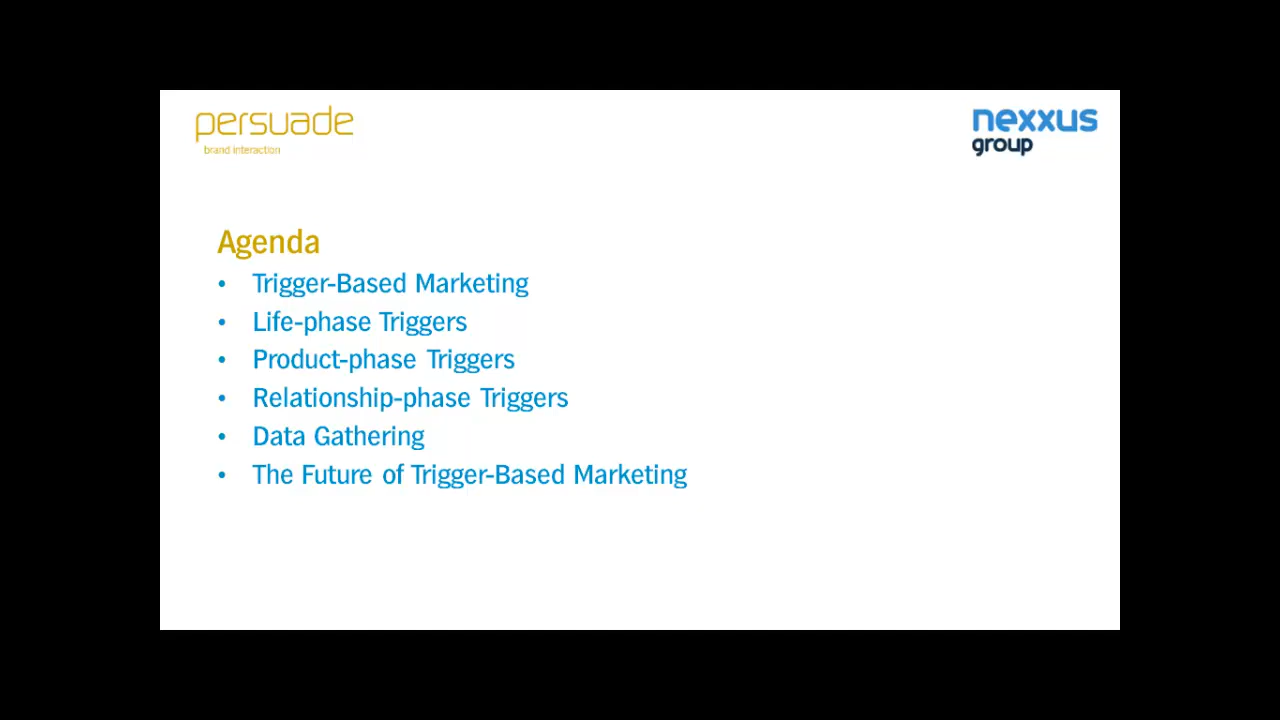 persuade
brand interaction
nexxus
group
Agenda
• Trigger-Based Marketing
• Life-phase Triggers
• Product-phase Triggers
• Relationship-phase Triggers
• Data Gathering
• The Future of Trigger-Based Marketing